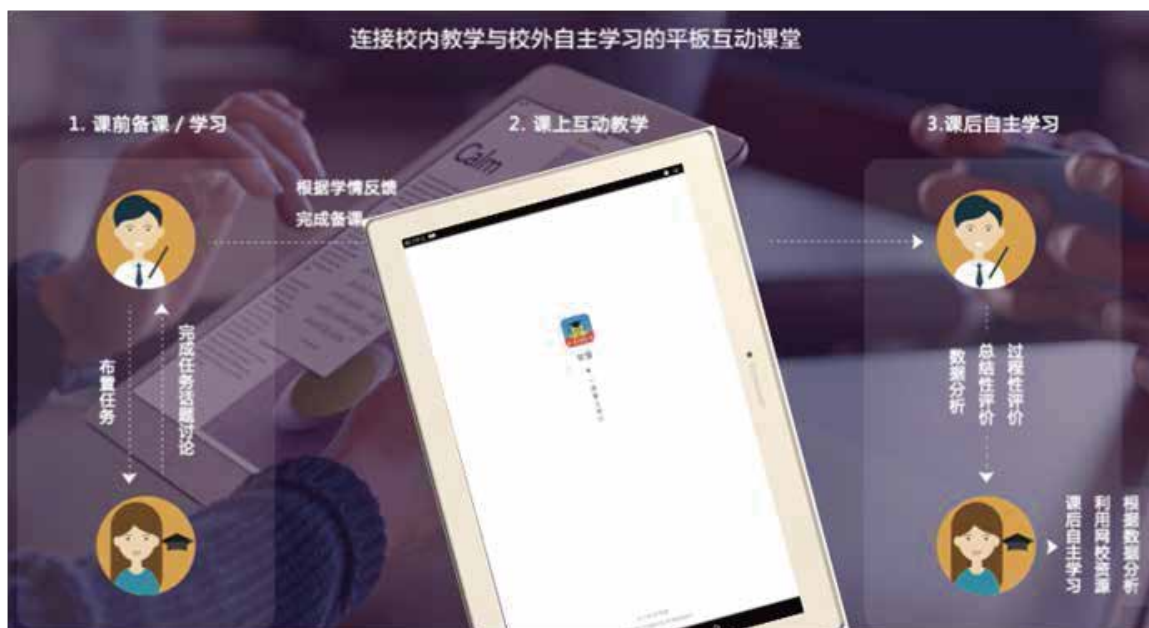 连接校内教学与校外自主学习的平板互动课堂
1. 课前备课 / 学习
2. 课上互动教学
3.课后自主学习
Calm
根据学情反馈
完成备课
布置任务
完成任务话题讨论
过程性评价
总结性评价
数据分析
根据数据分析
利用网校资源
课后自主学习